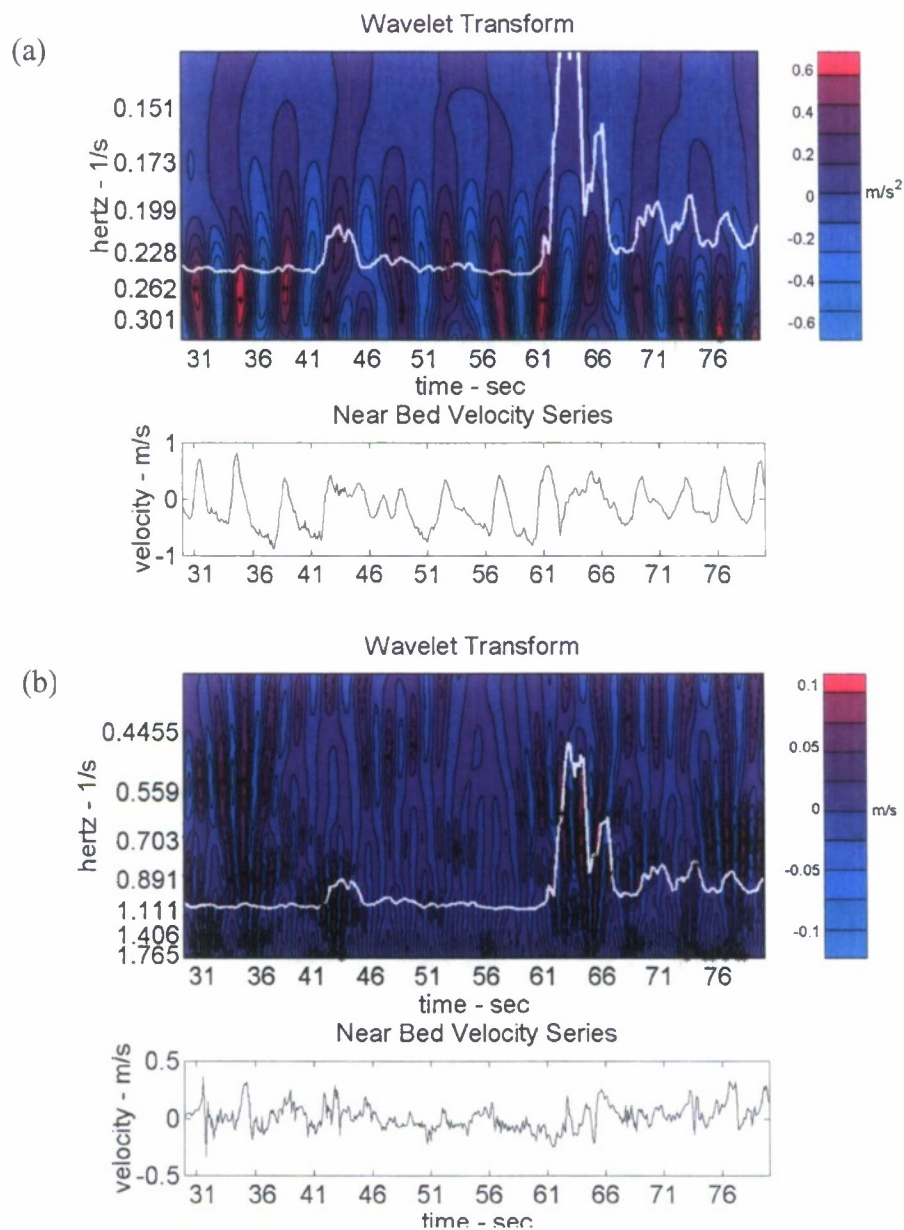 (a)
Wavelet Transform
hertz - 1/s
0.151
0.173
0.199
0.228
0.262
0.301
31 36 41 46 51 56 61 66 71 76
time - sec
0.6
0.4
0.2
0
-0.2
-0.4
-0.6
m/s²
Near Bed Velocity Series
velocity - m/s
1
0
-1
31 36 41 46 51 56 61 66 71 76
(b)
Wavelet Transform
hertz - 1/s
0.4455
0.559
0.703
0.891
1.111
1.406
1.765
31 36 41 46 51 56 61 66 71 76
time - sec
0.1
0.05
0
-0.05
-0.1
m/s
Near Bed Velocity Series
velocity - m/s
0.5
0
-0.5
31 36 41 46 51 56 61 66 71 76
time - sec